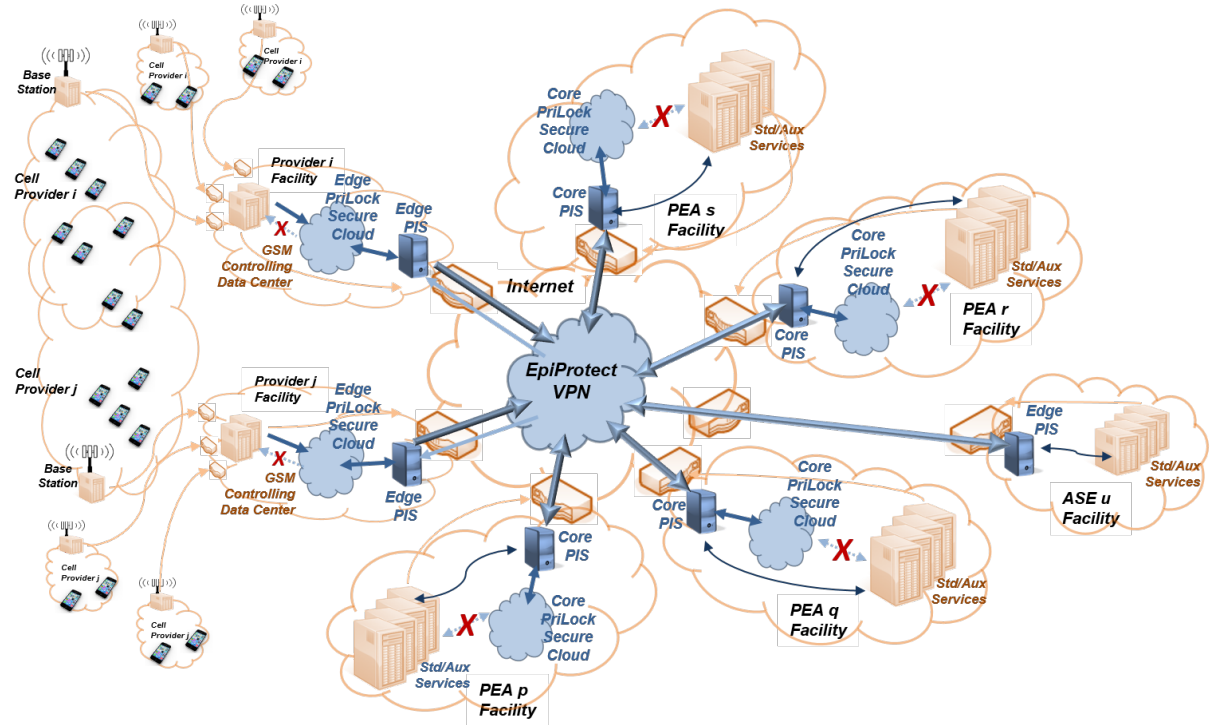 Base
Station
Cell
Provider i
Cell
Provider i
Cell
Provider i
Cell
Provider j
Base
Station
Cell
Provider j
Cell
Provider j
Provider i
Facility
Edge
PriLock
Secure
Cloud
Edge
PIS
X
GSM
Controlling
Data Center
Provider j
Facility
Edge
PriLock
Secure
Cloud
X
GSM
Controlling
Data Center
Edge
PIS
Internet
EpiProtect
VPN
Core
PriLock
Secure
Cloud
X
Std/Aux
Services
Core
PIS
PEA s
Facility
Core
PriLock
Secure
Cloud
X
Std/Aux
Services
Core
PIS
PEA r
Facility
Edge
PIS
Std/Aux
Services
ASE u
Facility
Core
PIS
Core
PriLock
Secure
Cloud
X
Std/Aux
Services
PEA q
Facility
Core
PIS
Core
PriLock
Secure
Cloud
X
Std/Aux
Services
PEA p
Facility